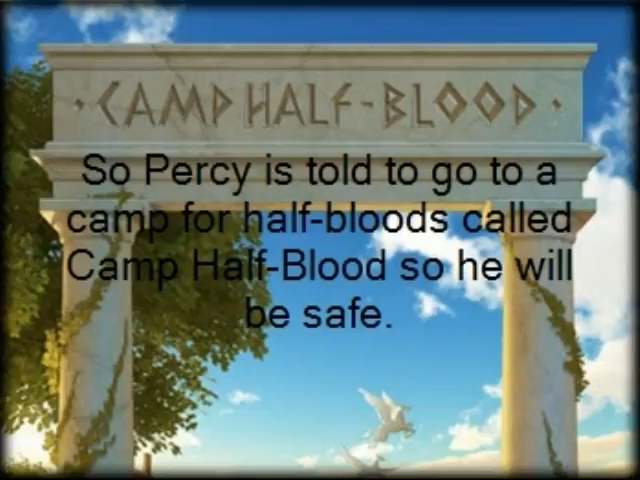 · CAMP HALF-BLOOD ·
So Percy is told to go to a
camp for half-bloods called
Camp Half-Blood so he will
be safe.